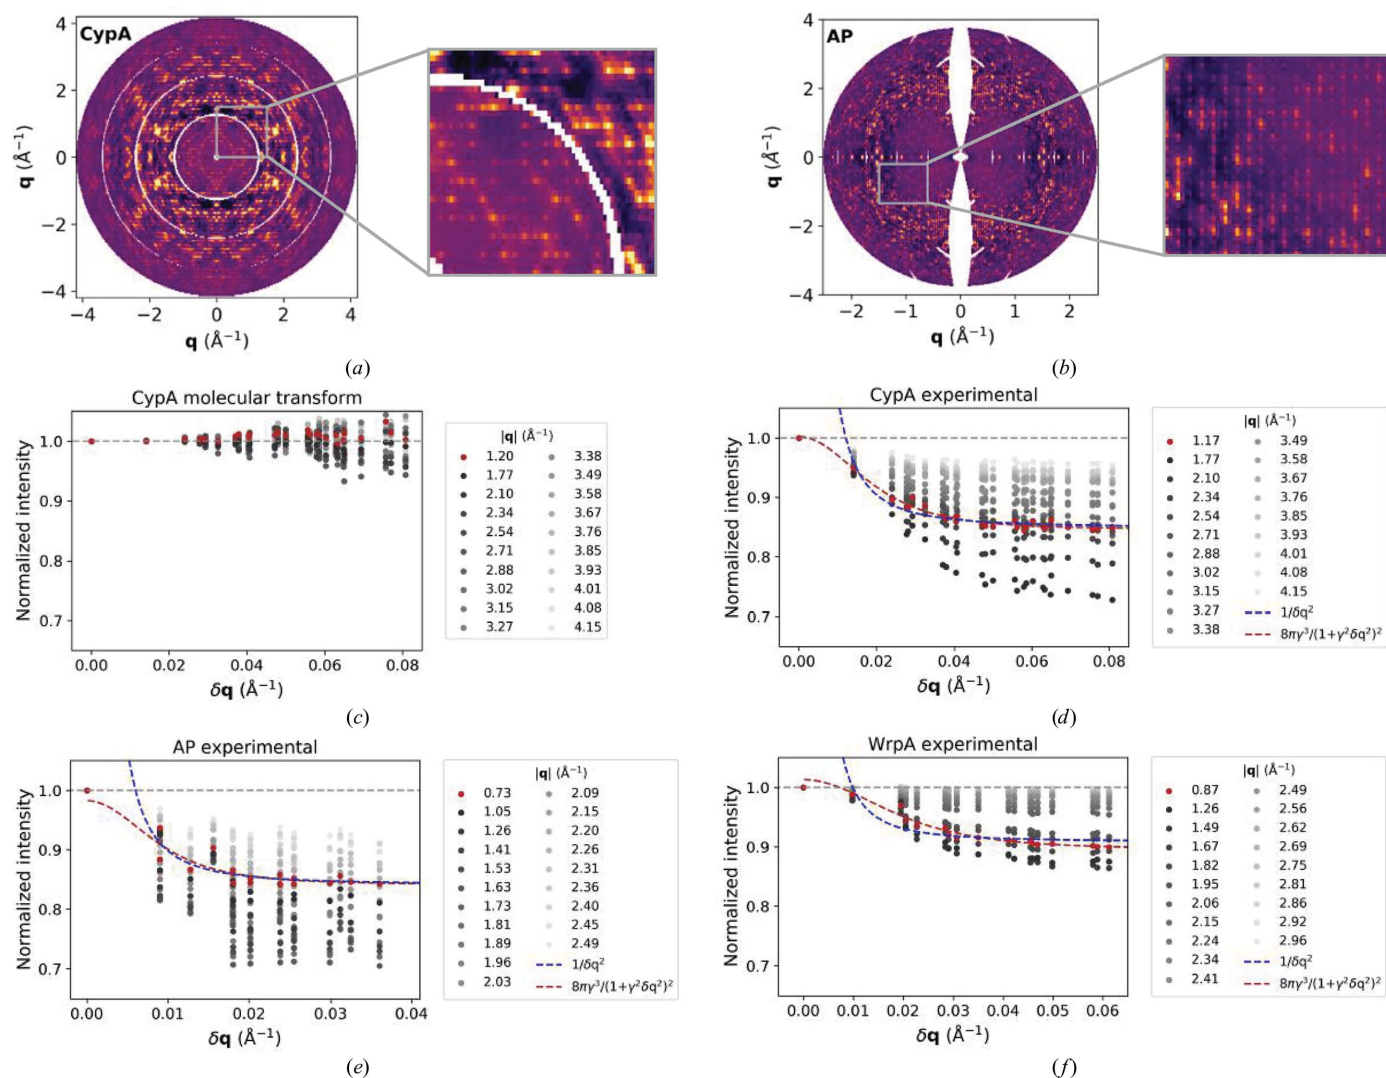 CypA
4
2
0
−2
−4
q (Å⁻¹)
−4 −2 0 2 4
q (Å⁻¹)
(a)
AP
4
2
0
−2
−4
q (Å⁻¹)
−2 −1 0 1 2
q (Å⁻¹)
(b)
CypA molecular transform
Normalized intensity
1.0
0.9
0.8
0.7
0.00 0.02 0.04 0.06 0.08
δq (Å⁻¹)
|q| (Å⁻¹)
1.20 3.38
1.77 3.49
2.10 3.58
2.34 3.67
2.54 3.76
2.71 3.85
2.88 3.93
3.02 4.01
3.15 4.08
3.27 4.15
(c)
CypA experimental
Normalized intensity
1.0
0.9
0.8
0.7
0.00 0.02 0.04 0.06 0.08
δq (Å⁻¹)
|q| (Å⁻¹)
1.17 3.49
1.77 3.58
2.10 3.67
2.34 3.76
2.54 3.85
2.71 3.93
2.88 4.01
3.02 4.08
3.15 4.15
3.27 1/δq²
3.38 8πγ³/(1+γ²δq²)²
(d)
AP experimental
Normalized intensity
1.0
0.9
0.8
0.7
0.00 0.01 0.02 0.03 0.04
δq (Å⁻¹)
|q| (Å⁻¹)
0.73 2.09
1.05 2.15
1.26 2.20
1.41 2.26
1.53 2.31
1.63 2.36
1.73 2.40
1.81 2.45
1.89 2.49
1.96 1/δq²
2.03 8πγ³/(1+γ²δq²)²
(e)
WrpA experimental
Normalized intensity
1.0
0.9
0.8
0.7
0.00 0.01 0.02 0.03 0.04 0.05 0.06
δq (Å⁻¹)
|q| (Å⁻¹)
0.87 2.49
1.26 2.56
1.49 2.62
1.67 2.69
1.82 2.75
1.95 2.81
2.06 2.86
2.15 2.92
2.24 2.96
2.34 1/δq²
2.41 8πγ³/(1+γ²δq²)²
(f)